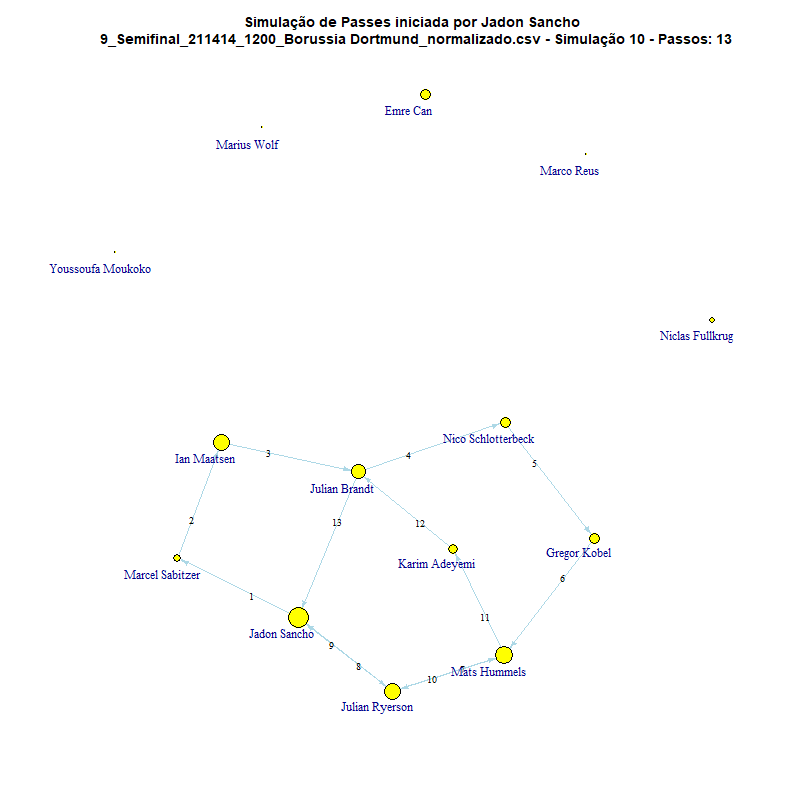 Simulação de Passes iniciada por Jadon Sancho
9_Semifinal_211414_1200_Borussia Dortmund_normalizado.csv - Simulação 10 - Passos: 13
Emre Can
Marius Wolf
Marco Reus
Youssoufa Moukoko
Niclas Fullkrug
Nico Schlotterbeck
3
4
Ian Maatsen
5
Julian Brandt
2
13
12
Gregor Kobel
Karim Adeyemi
Marcel Sabitzer
6
1
11
Jadon Sancho
9
8
Mats Hummels
10
Julian Ryerson